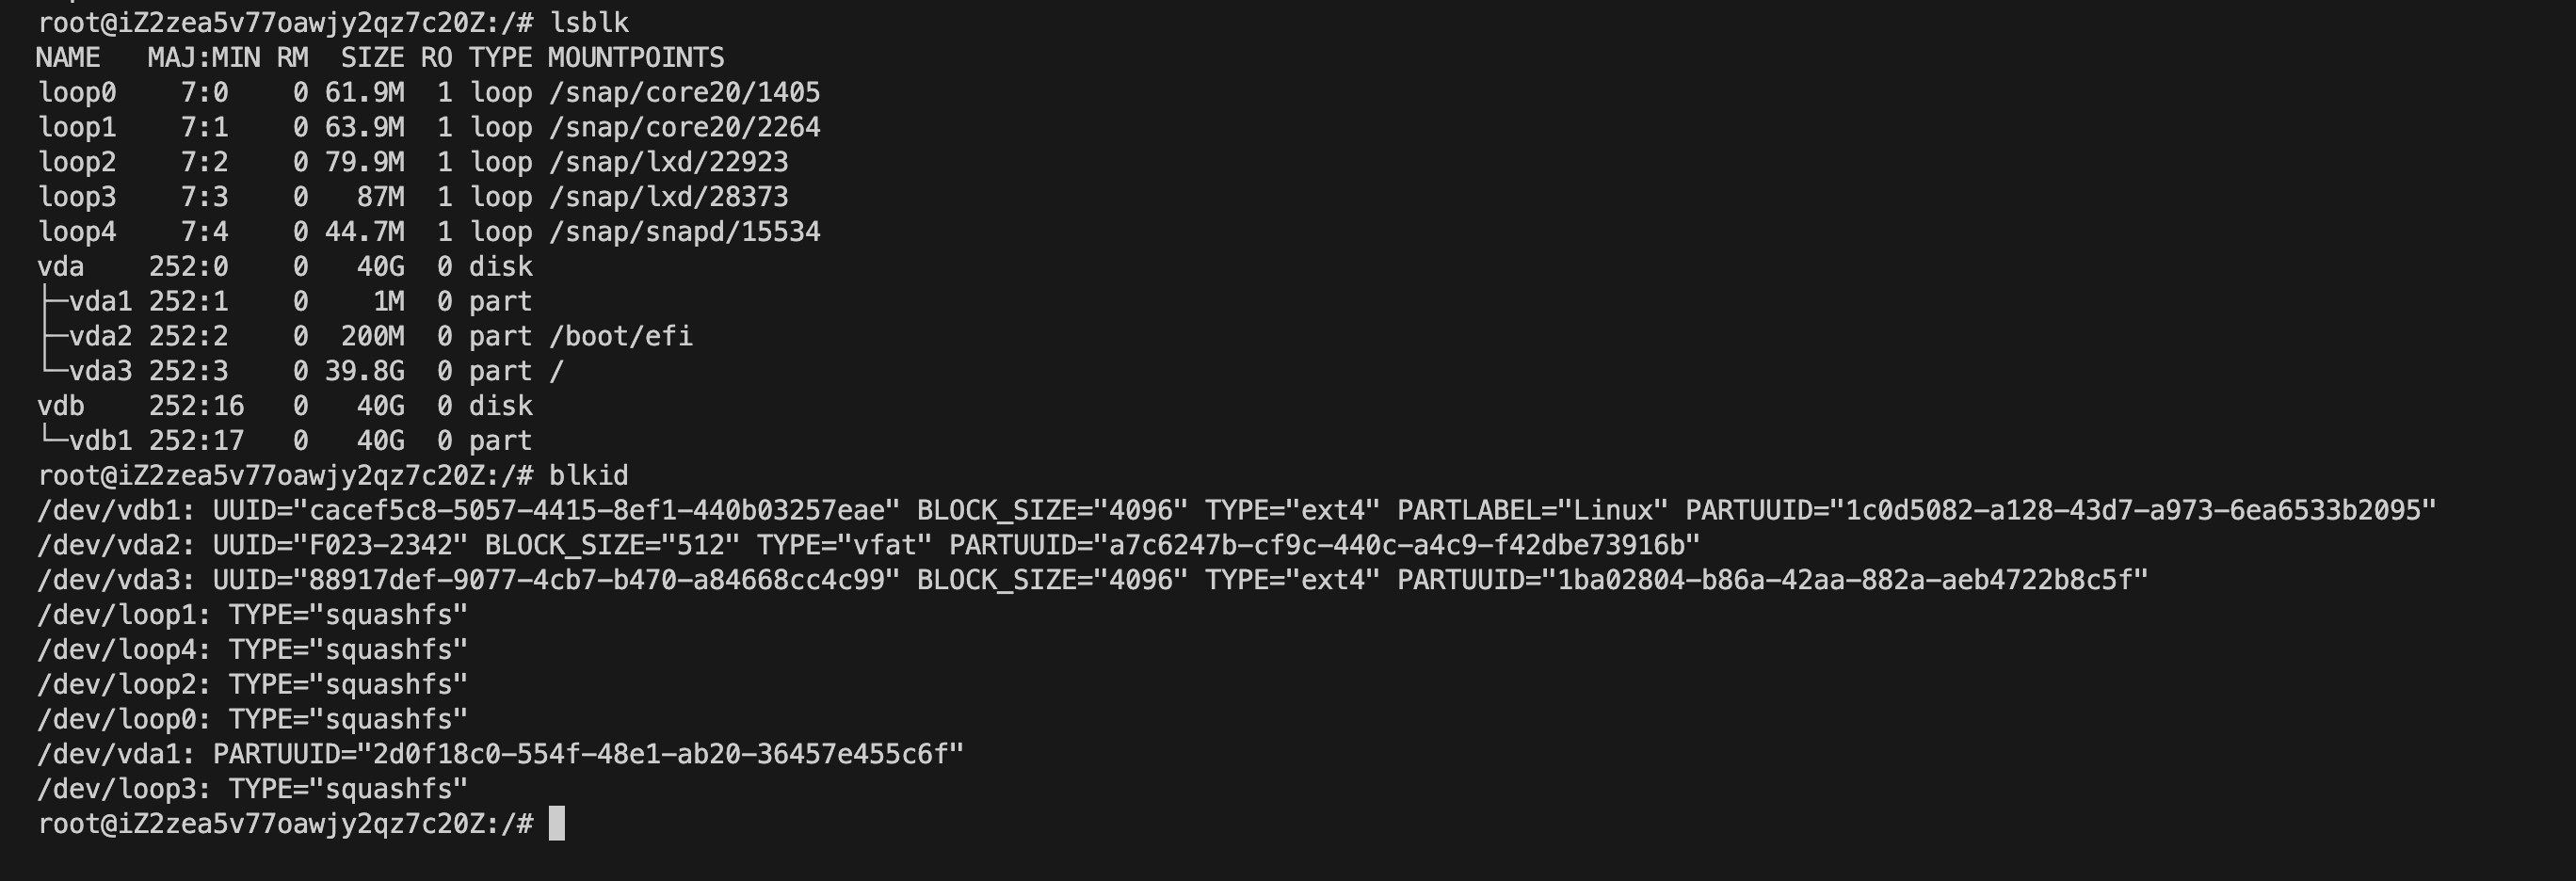 root@iZ2zea5v77oawjy2qz7c20Z:/# lsblk
NAME   MAJ:MIN RM  SIZE RO TYPE MOUNTPOINTS
loop0    7:0    0 61.9M  1 loop /snap/core20/1405
loop1    7:1    0 63.9M  1 loop /snap/core20/2264
loop2    7:2    0 79.9M  1 loop /snap/lxd/22923
loop3    7:3    0   87M  1 loop /snap/lxd/28373
loop4    7:4    0 44.7M  1 loop /snap/snapd/15534
vda    252:0    0   40G  0 disk
├─vda1 252:1    0    1M  0 part
├─vda2 252:2    0  200M  0 part /boot/efi
└─vda3 252:3    0 39.8G  0 part /
vdb    252:16   0   40G  0 disk
└─vdb1 252:17   0   40G  0 part
root@iZ2zea5v77oawjy2qz7c20Z:/# blkid
/dev/vdb1: UUID="cacef5c8-5057-4415-8ef1-440b03257eae" BLOCK_SIZE="4096" TYPE="ext4" PARTLABEL="Linux" PARTUUID="1c0d5082-a128-43d7-a973-6ea6533b2095"
/dev/vda2: UUID="F023-2342" BLOCK_SIZE="512" TYPE="vfat" PARTUUID="a7c6247b-cf9c-440c-a4c9-f42dbe73916b"
/dev/vda3: UUID="88917def-9077-4cb7-b470-a84668cc4c99" BLOCK_SIZE="4096" TYPE="ext4" PARTUUID="1ba02804-b86a-42aa-882a-aeb4722b8c5f"
/dev/loop1: TYPE="squashfs"
/dev/loop4: TYPE="squashfs"
/dev/loop2: TYPE="squashfs"
/dev/loop0: TYPE="squashfs"
/dev/vda1: PARTUUID="2d0f18c0-554f-48e1-ab20-36457e455c6f"
/dev/loop3: TYPE="squashfs"
root@iZ2zea5v77oawjy2qz7c20Z:/#